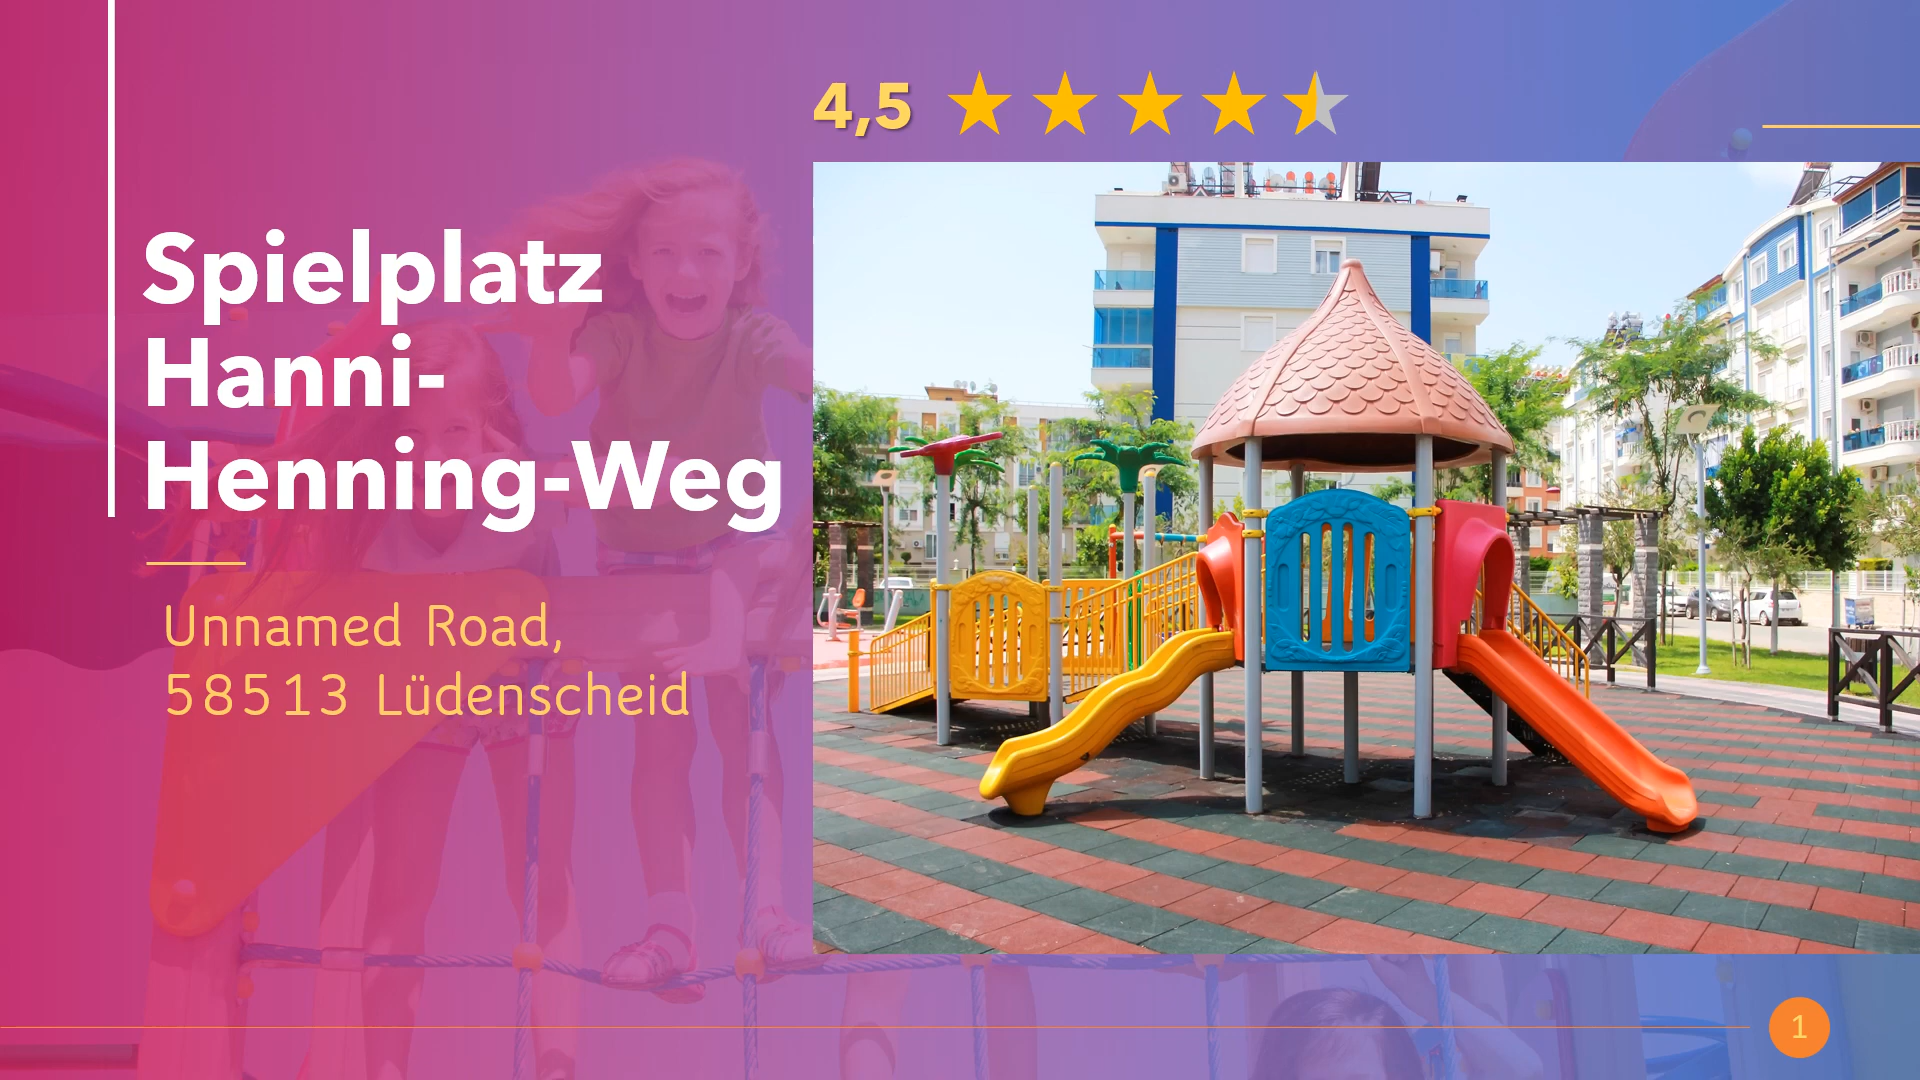 4,5
Spielplatz
Hanni-
Henning-Weg
Unnamed Road,
58513 Lüdenscheid
1